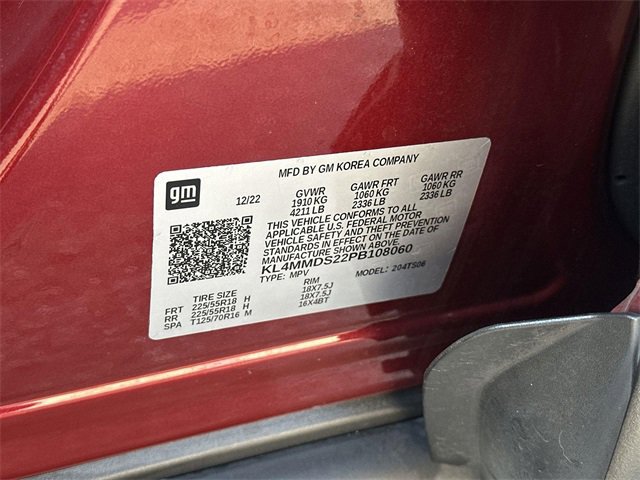 MFD BY GM KOREA COMPANY
gm
12/22
GVWR GAWR FRT GAWR RR
1910 KG 1060 KG 1060 KG
4211 LB 2336 LB 2336 LB
THIS VEHICLE CONFORMS TO ALL
APPLICABLE U.S. FEDERAL MOTOR
VEHICLE SAFETY AND THEFT PREVENTION
STANDARDS IN EFFECT ON THE DATE OF
MANUFACTURE SHOWN ABOVE.
KL4MMDS22PB108060
TYPE: MPV MODEL: 204TS06
TIRE SIZE RIM
FRT 225/55R18 H 18X7.5J
RR 225/55R18 H 18X7.5J
SPA T125/70R16 M 16X4BT